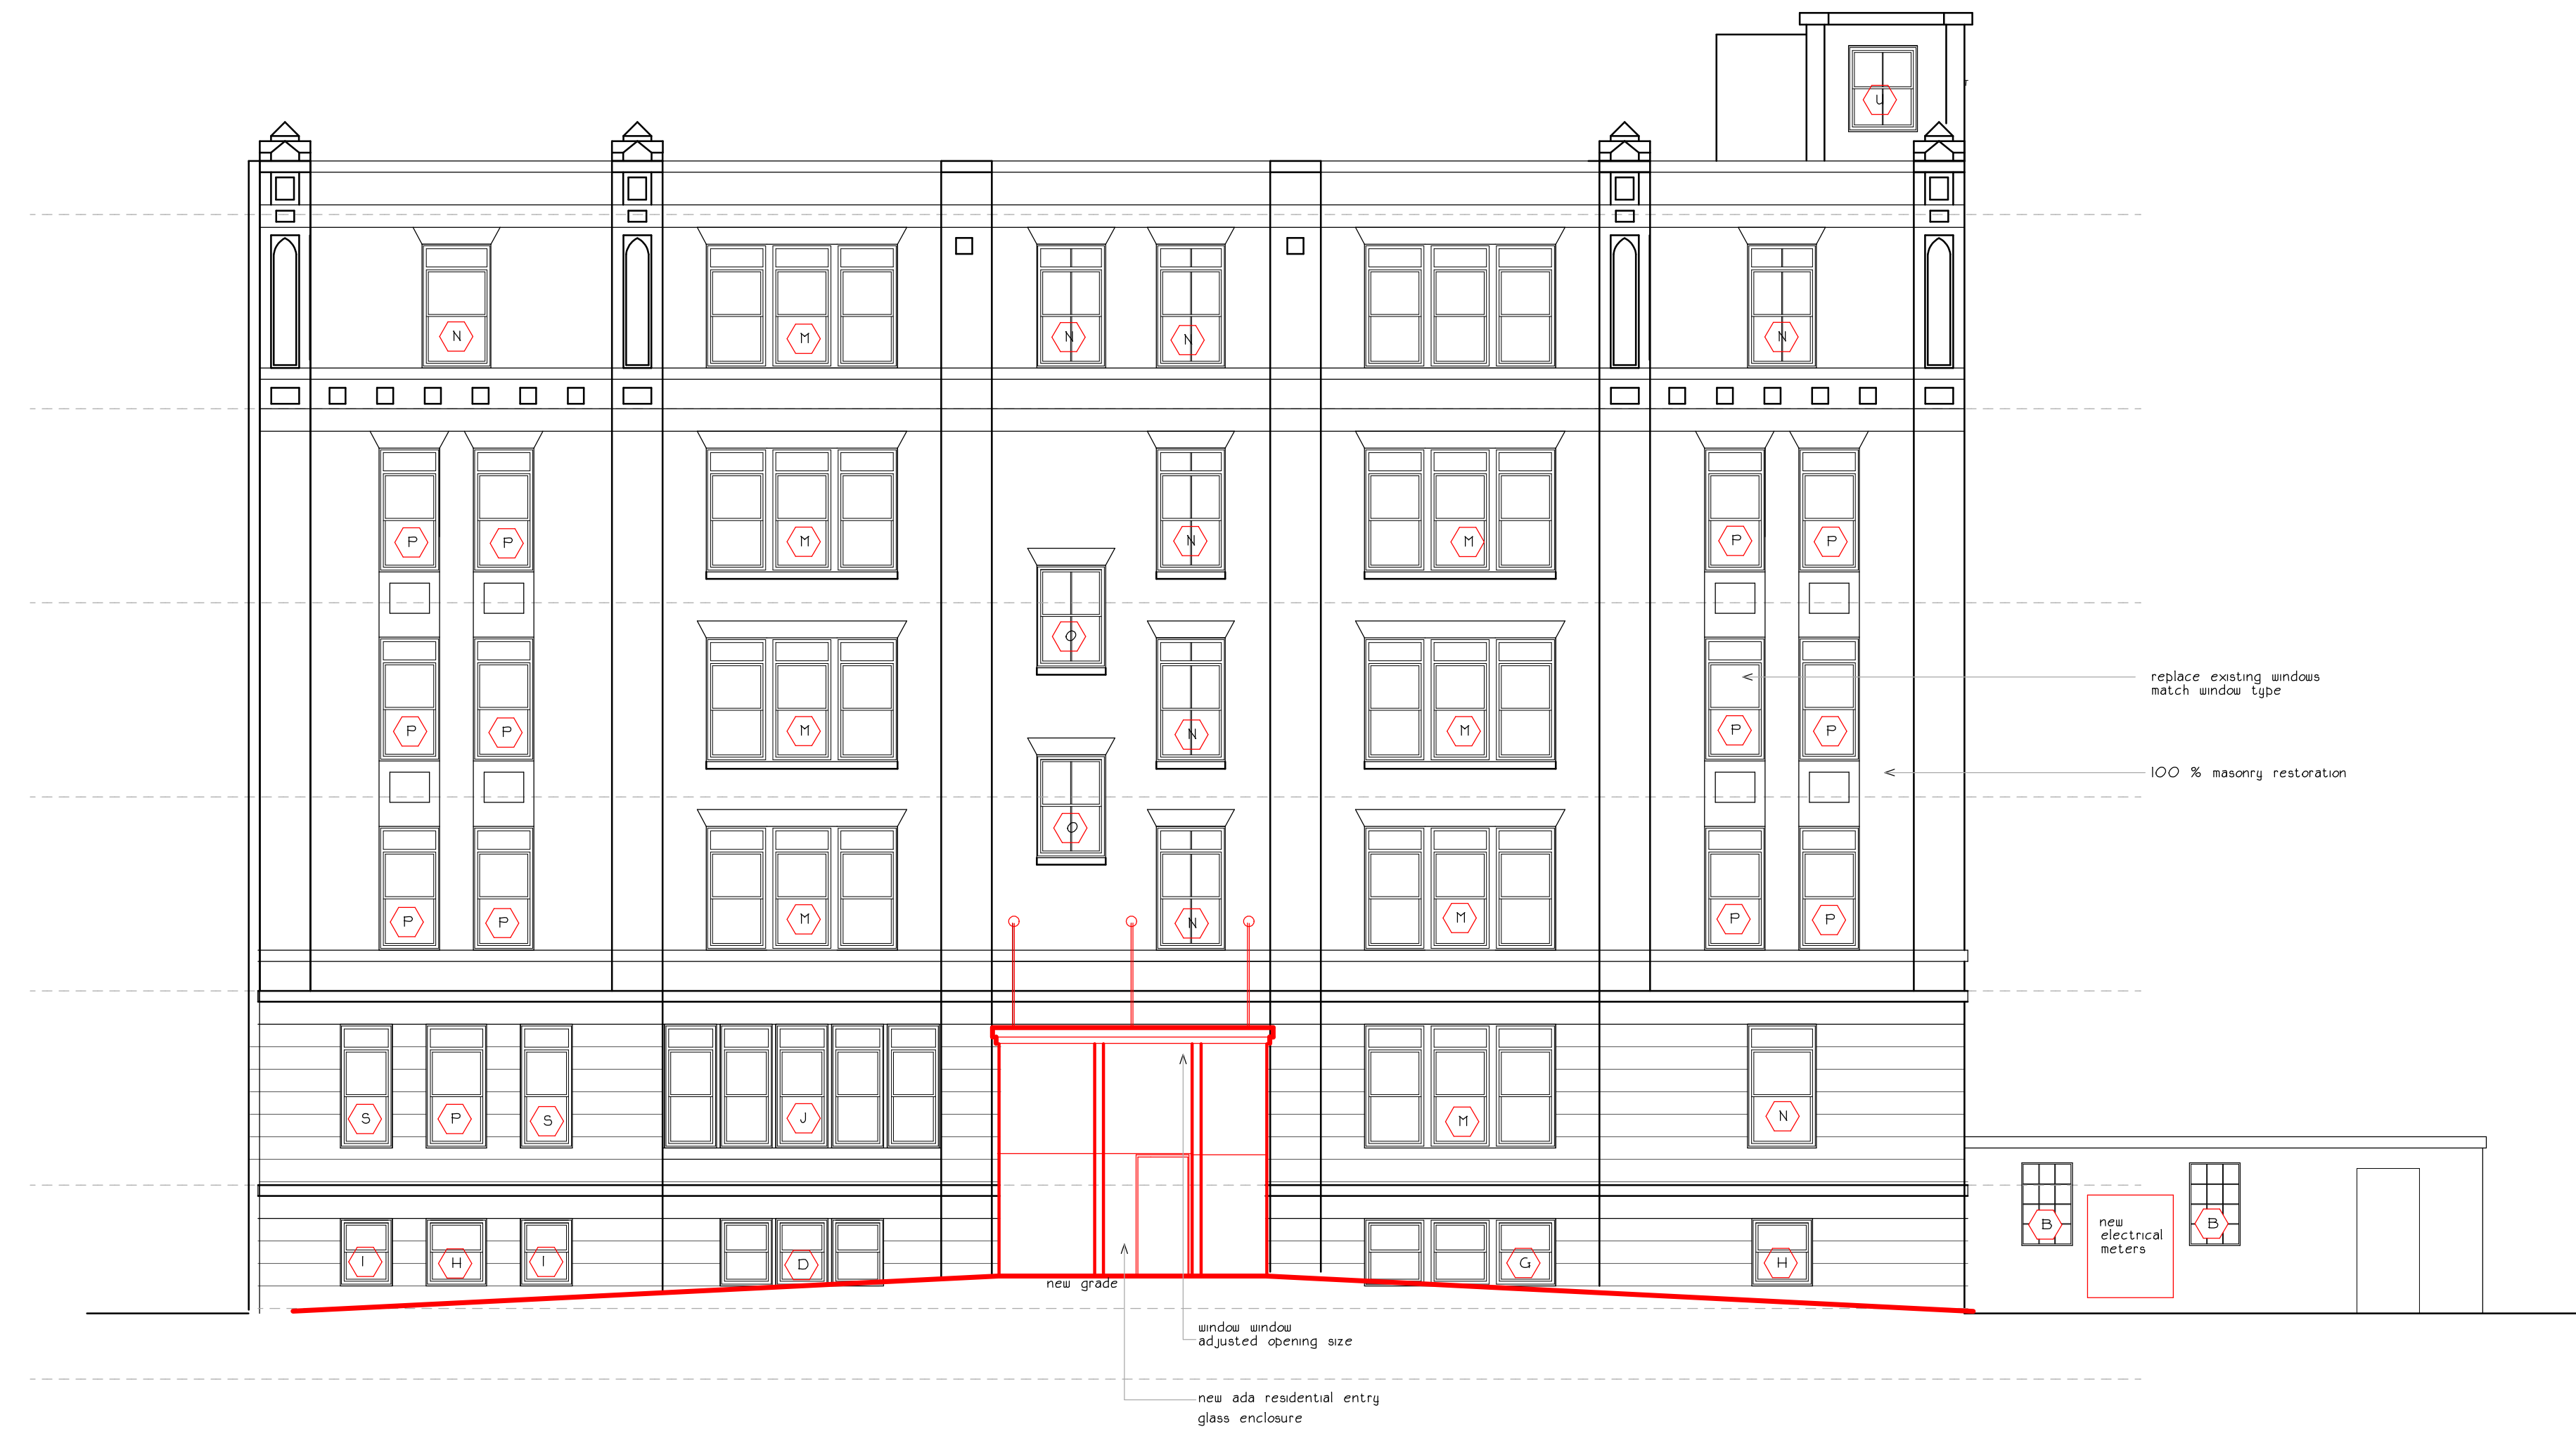 U
N
M
N
N
N
P
P
M
N
M
P
P
O
P
P
M
N
M
P
P
replace existing windows
match window type
100 % masonry restoration
O
P
P
M
N
M
P
P
S
P
S
J
M
N
I
H
I
D
G
H
B
new
electrical
meters
B
new grade
window window
adjusted opening size
new ada residential entry
glass enclosure